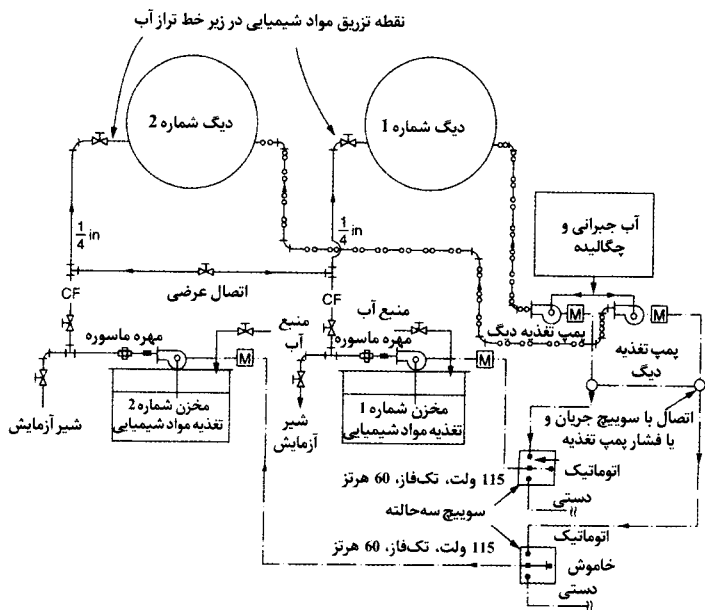 نقطه تزریق مواد شیمیایی در زیر خط تراز آب
دیگ شماره 1
دیگ شماره 2
آب جبرانی و
چگالیده
1/4 in
1/4 in
اتصال عرضی
CF
CF
پمپ تغذیه دیگ
M
M
پمپ تغذیه
دیگ
منبع آب
مهره ماسوره
M
منبع
آب
مهره ماسوره
M
مخزن شماره 1
تغذیه مواد شیمیایی
مخزن شماره 2
تغذیه مواد شیمیایی
شیر
آزمایش
شیر آزمایش
اتصال با سوییچ جریان و
یا فشار پمپ تغذیه
اتوماتیک
115 ولت، تک‌فاز، 60 هرتز
دستی
سوییچ سه‌حالته
اتوماتیک
115 ولت، تک‌فاز، 60 هرتز
خاموش
دستی